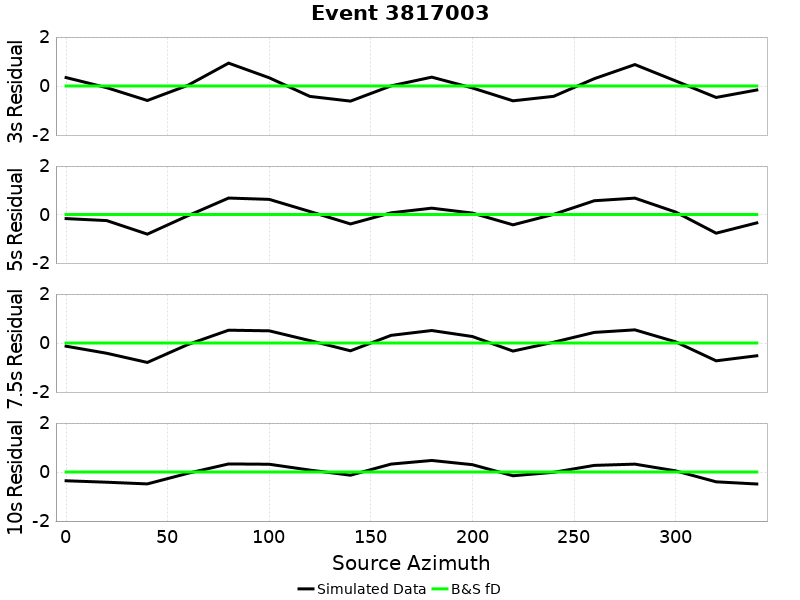 Event 3817003
3s Residual
2
0
-2
5s Residual
2
0
-2
7.5s Residual
2
0
-2
10s Residual
2
0
-2
0 50 100 150 200 250 300
Source Azimuth
Simulated Data B&S fD